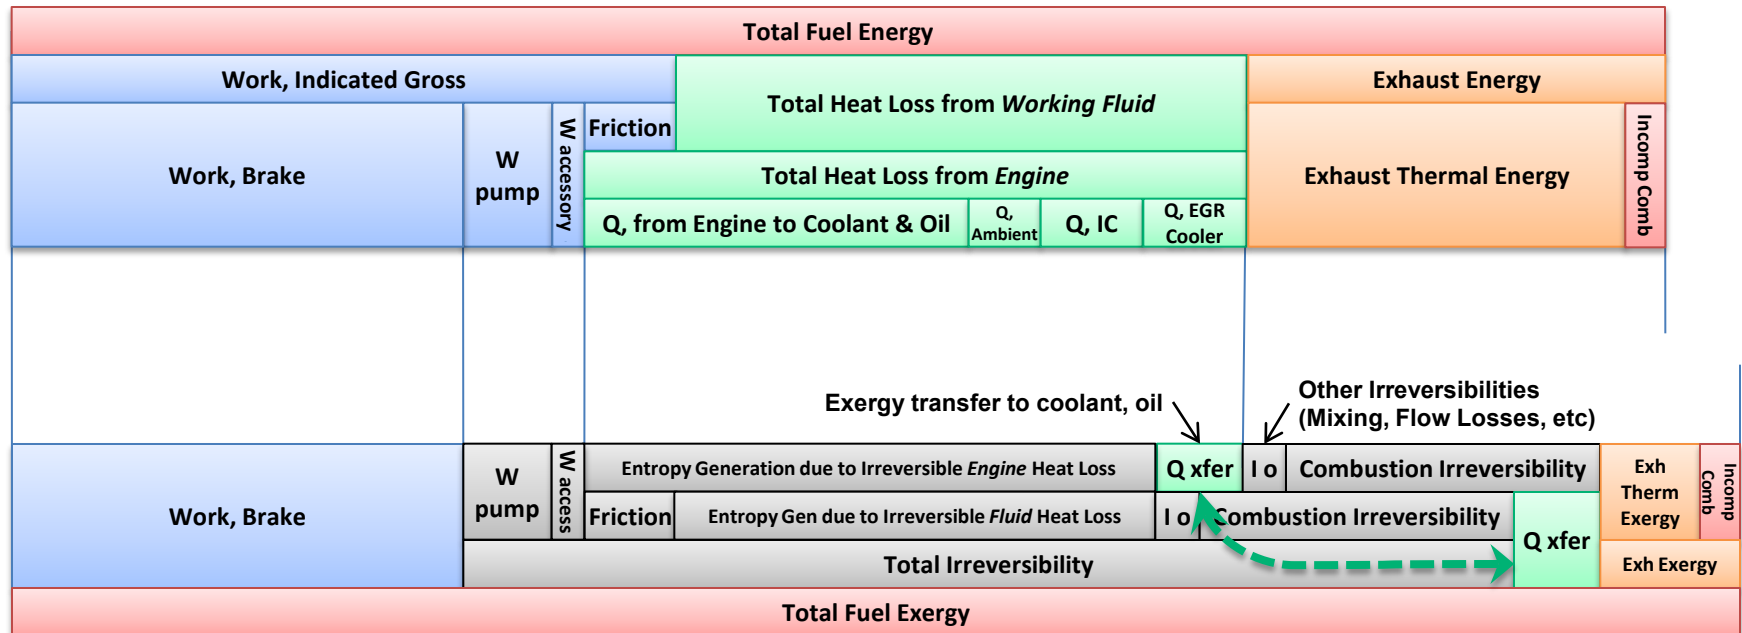 Total Fuel Energy
Work, Indicated Gross
Total Heat Loss from Working Fluid
Exhaust Energy
Work, Brake
W
pump
W accessory
Friction
Total Heat Loss from Engine
Exhaust Thermal Energy
Incomp Comb
Q, from Engine to Coolant & Oil
Q,
Ambient
Q, IC
Q, EGR
Cooler
Exergy transfer to coolant, oil
Other Irreversibilities
(Mixing, Flow Losses, etc)
Work, Brake
W
pump
W access
Entropy Generation due to Irreversible Engine Heat Loss
Q xfer
I o
Combustion Irreversibility
Exh
Therm
Exergy
Incomp
Comb
Friction
Entropy Gen due to Irreversible Fluid Heat Loss
I o
Combustion Irreversibility
Q xfer
Total Irreversibility
Exh Exergy
Total Fuel Exergy